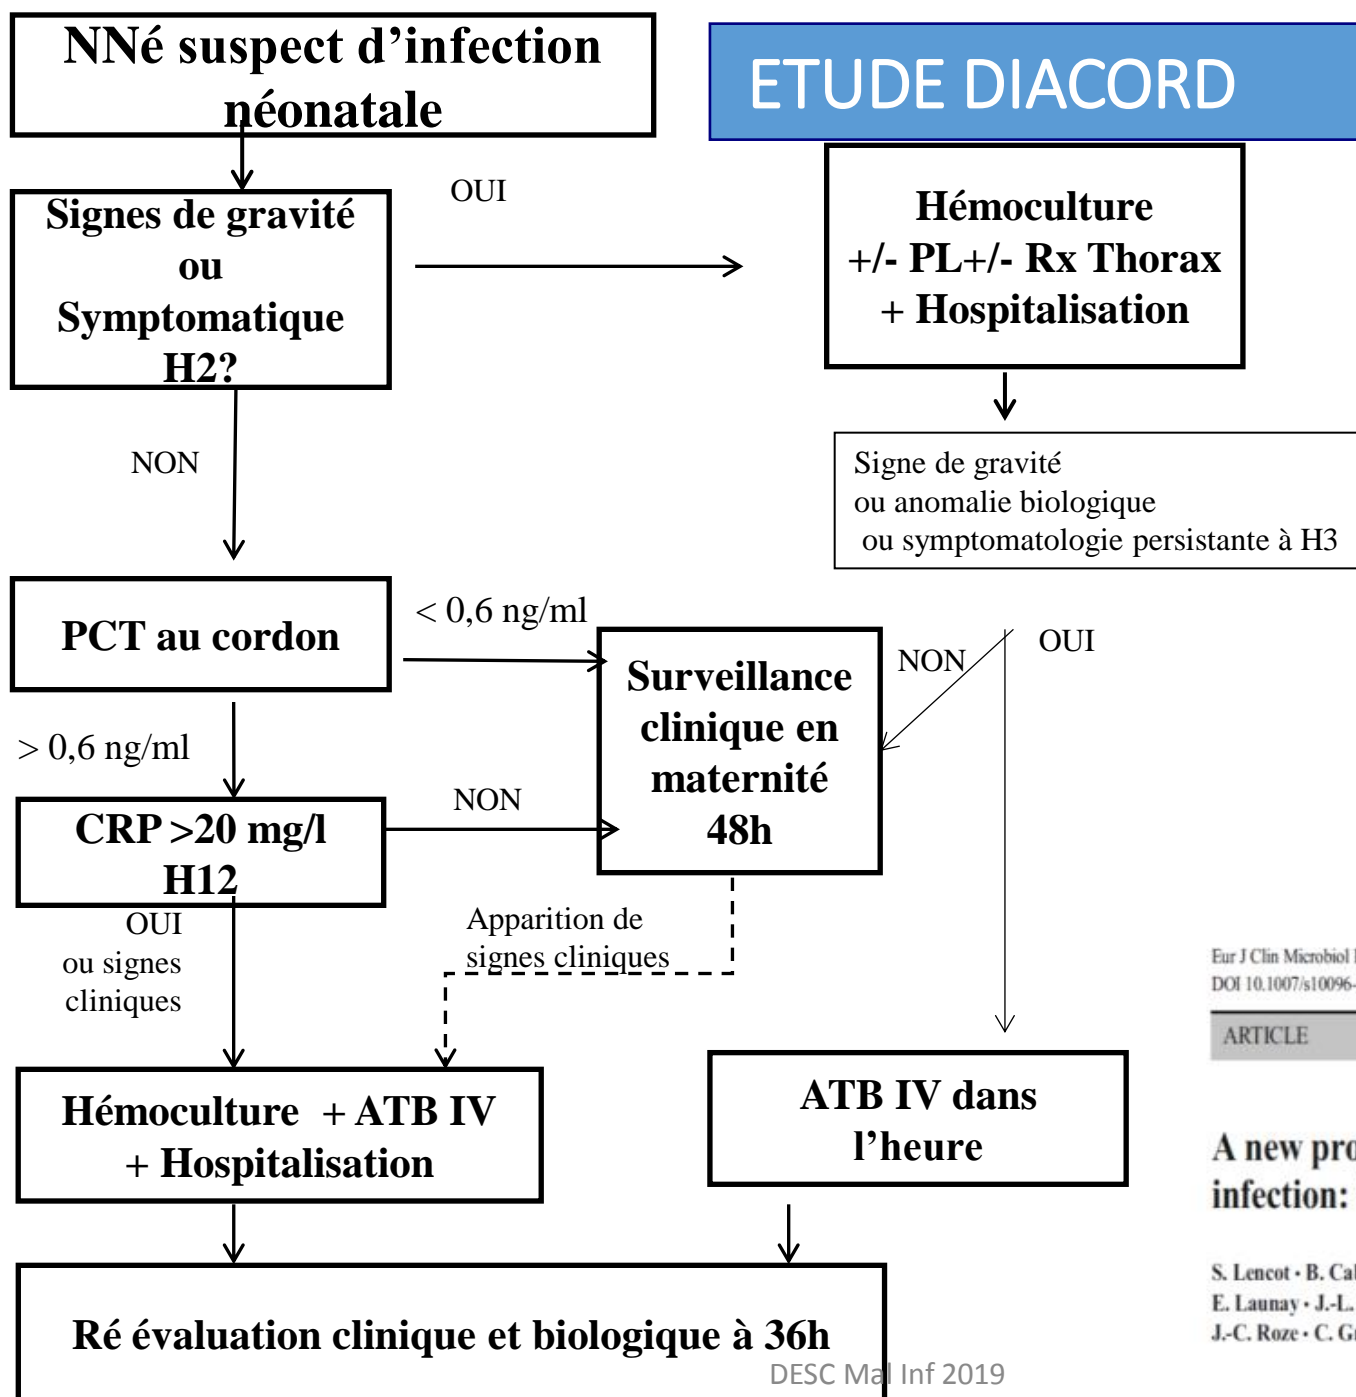 NNé suspect d’infection
néonatale
ETUDE DIACORD
Signes de gravité
ou
Symptomatique
H2?
OUI
Hémoculture
+/- PL+/- Rx Thorax
+ Hospitalisation
NON
Signe de gravité
ou anomalie biologique
ou symptomatologie persistante à H3
PCT au cordon
< 0,6 ng/ml
Surveillance
clinique en
maternité
48h
NON
OUI
> 0,6 ng/ml
CRP >20 mg/l
H12
NON
OUI
ou signes
cliniques
Apparition de
signes cliniques
Eur J Clin Microbiol
DOI 10.1007/s10096-
ARTICLE
Hémoculture + ATB IV
+ Hospitalisation
ATB IV dans
l’heure
A new pro
infection:
S. Lencot · B. Cal
E. Launay · J.-L.
J.-C. Roze · C. Gr
Ré évaluation clinique et biologique à 36h
DESC Mal Inf 2019